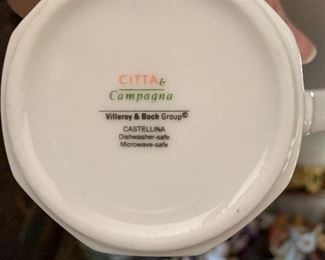 CITTA &
Campagna
Villeroy & Boch Group©
CASTELLINA
Dishwasher-safe
Microwave-safe